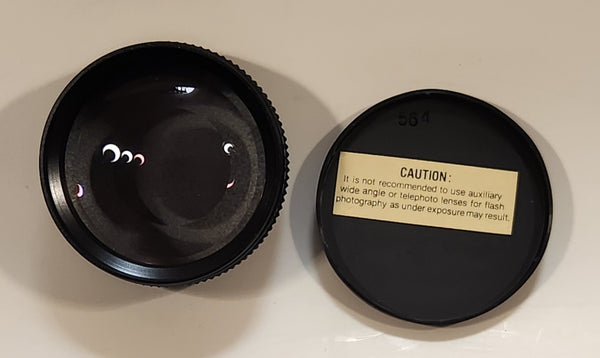 564
CAUTION:
It is not recommended to use auxiliary
wide angle or telephoto lenses for flash
photography as under exposure may result.